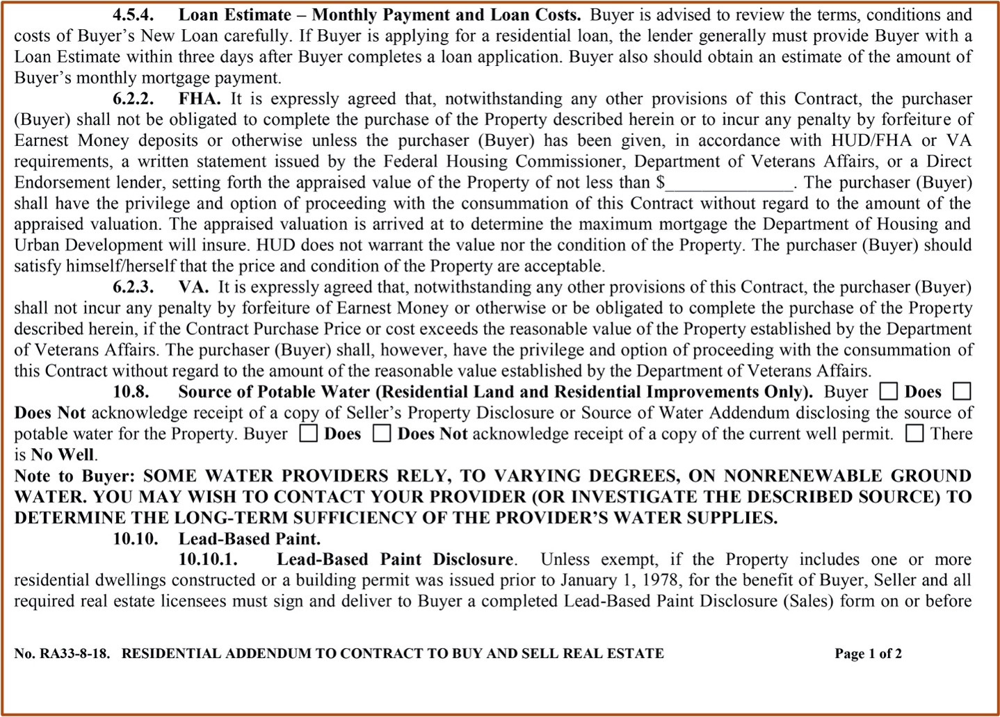 4.5.4. Loan Estimate – Monthly Payment and Loan Costs. Buyer is advised to review the terms, conditions and
costs of Buyer's New Loan carefully. If Buyer is applying for a residential loan, the lender generally must provide Buyer with a
Loan Estimate within three days after Buyer completes a loan application. Buyer also should obtain an estimate of the amount of
Buyer's monthly mortgage payment.
6.2.2. FHA. It is expressly agreed that, notwithstanding any other provisions of this Contract, the purchaser
(Buyer) shall not be obligated to complete the purchase of the Property described herein or to incur any penalty by forfeiture of
Earnest Money deposits or otherwise unless the purchaser (Buyer) has been given, in accordance with HUD/FHA or VA
requirements, a written statement issued by the Federal Housing Commissioner, Department of Veterans Affairs, or a Direct
Endorsement lender, setting forth the appraised value of the Property of not less than $______________. The purchaser (Buyer)
shall have the privilege and option of proceeding with the consummation of this Contract without regard to the amount of the
appraised valuation. The appraised valuation is arrived at to determine the maximum mortgage the Department of Housing and
Urban Development will insure. HUD does not warrant the value nor the condition of the Property. The purchaser (Buyer) should
satisfy himself/herself that the price and condition of the Property are acceptable.
6.2.3. VA. It is expressly agreed that, notwithstanding any other provisions of this Contract, the purchaser (Buyer)
shall not incur any penalty by forfeiture of Earnest Money or otherwise or be obligated to complete the purchase of the Property
described herein, if the Contract Purchase Price or cost exceeds the reasonable value of the Property established by the Department
of Veterans Affairs. The purchaser (Buyer) shall, however, have the privilege and option of proceeding with the consummation of
this Contract without regard to the amount of the reasonable value established by the Department of Veterans Affairs.
10.8. Source of Potable Water (Residential Land and Residential Improvements Only). Buyer ☐ Does ☐
Does Not acknowledge receipt of a copy of Seller's Property Disclosure or Source of Water Addendum disclosing the source of
potable water for the Property. Buyer ☐ Does ☐ Does Not acknowledge receipt of a copy of the current well permit. ☐ There
is No Well.
Note to Buyer: SOME WATER PROVIDERS RELY, TO VARYING DEGREES, ON NONRENEWABLE GROUND
WATER. YOU MAY WISH TO CONTACT YOUR PROVIDER (OR INVESTIGATE THE DESCRIBED SOURCE) TO
DETERMINE THE LONG-TERM SUFFICIENCY OF THE PROVIDER'S WATER SUPPLIES.
10.10. Lead-Based Paint.
10.10.1. Lead-Based Paint Disclosure. Unless exempt, if the Property includes one or more
residential dwellings constructed or a building permit was issued prior to January 1, 1978, for the benefit of Buyer, Seller and all
required real estate licensees must sign and deliver to Buyer a completed Lead-Based Paint Disclosure (Sales) form on or before
No. RA33-8-18. RESIDENTIAL ADDENDUM TO CONTRACT TO BUY AND SELL REAL ESTATE Page 1 of 2